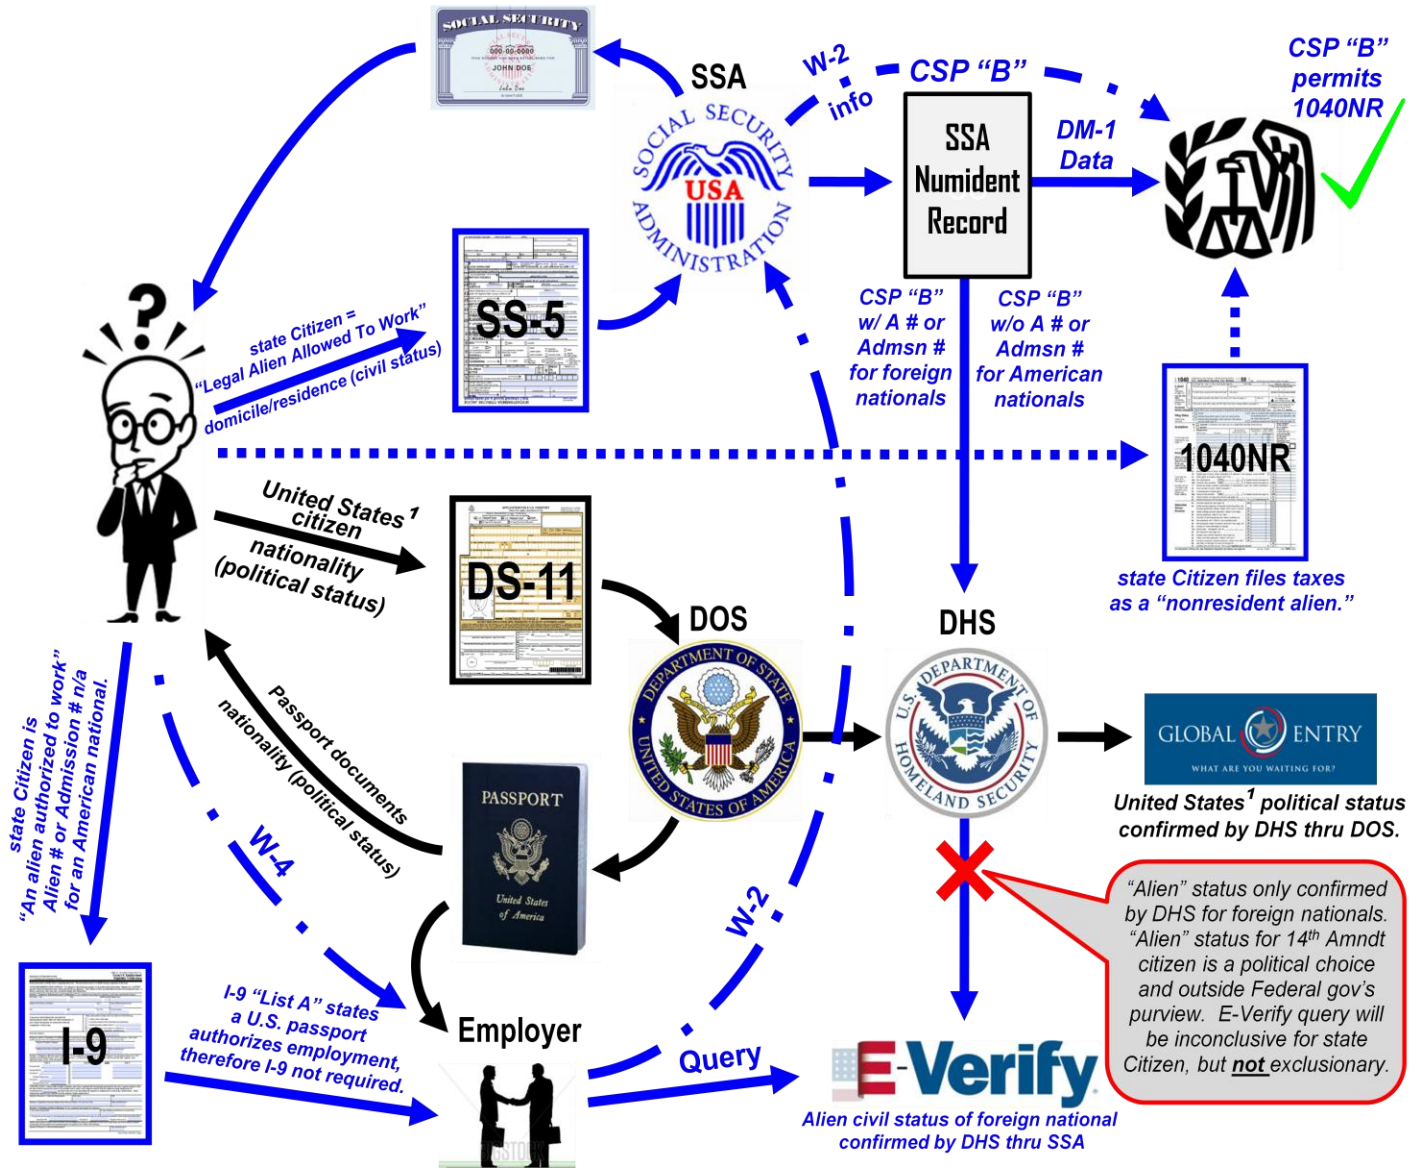 SOCIAL SECURITY
000-00-0000
JOHN DOE
SSA
SOCIAL SECURITY
ADMINISTRATION
USA
W-2
info
CSP “B”
SSA
Numident
Record
DM-1
Data
CSP “B”
permits
1040NR
SS-5
state Citizen =
“Legal Alien Allowed To Work”
domicile/residence (civil status)
CSP “B”
w/ A # or
Admsn #
for foreign
nationals
CSP “B”
w/o A # or
Admsn #
for American
nationals
1040NR
state Citizen files taxes
as a “nonresident alien.”
?
United States1
citizen
nationality
(political status)
DS-11
DOS
DEPARTMENT OF STATE
UNITED STATES OF AMERICA
DHS
U.S. DEPARTMENT OF
HOMELAND SECURITY
GLOBAL ENTRY
WHAT ARE YOU WAITING FOR?
United States1 political status
confirmed by DHS thru DOS.
Passport documents
nationality (political status)
PASSPORT
United States
of America
state Citizen is
“An alien authorized to work”
Alien # or Admission # n/a
for an American national.
W-4
W-2
“Alien” status only confirmed
by DHS for foreign nationals.
“Alien” status for 14th Amndt
citizen is a political choice
and outside Federal gov’s
purview. E-Verify query will
be inconclusive for state
Citizen, but not exclusionary.
I-9
I-9 “List A” states
a U.S. passport
authorizes employment,
therefore I-9 not required.
Employer
Query
E-Verify
Alien civil status of foreign national
confirmed by DHS thru SSA